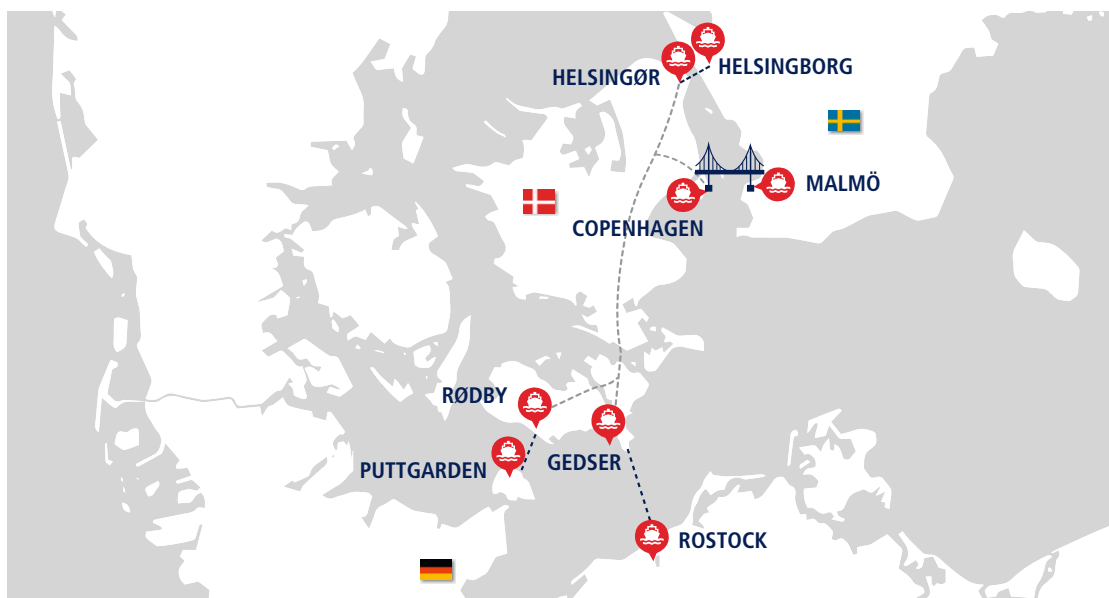 HELSINGBORG
HELSINGØR
MALMÖ
COPENHAGEN
RØDBY
GEDSER
PUTTGARDEN
ROSTOCK